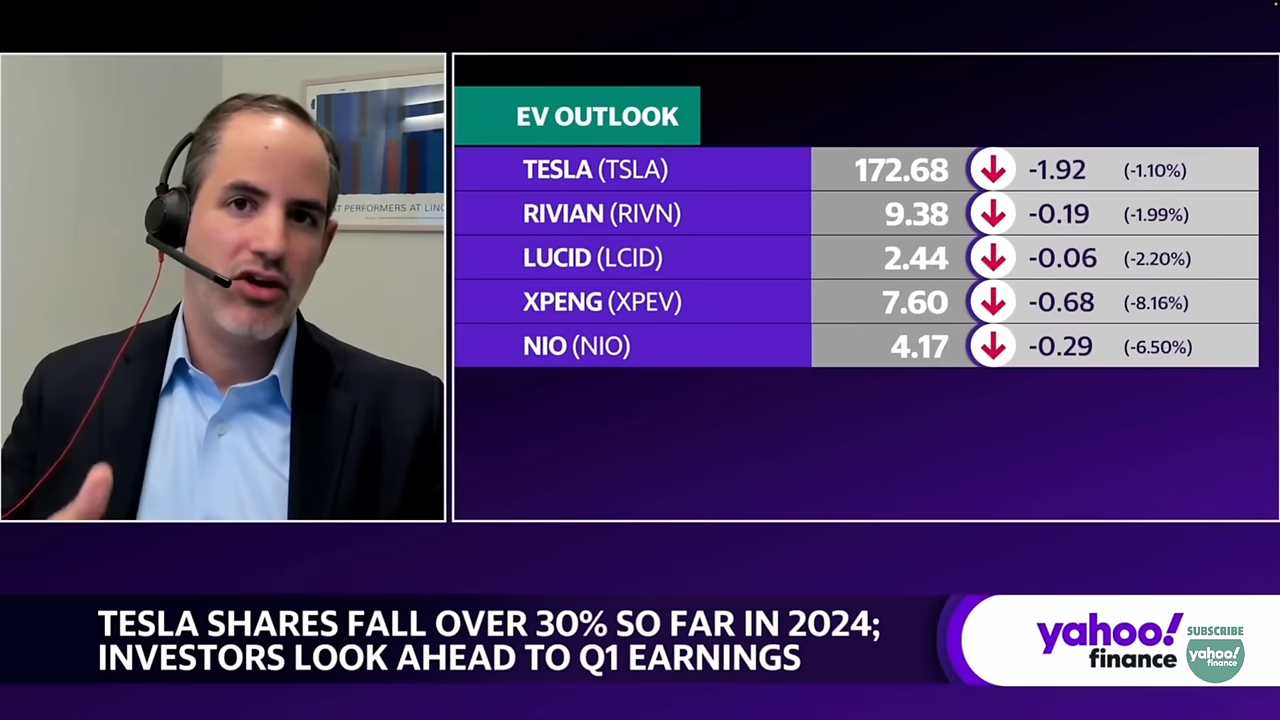 T PERFORMERS AT LINC
EV OUTLOOK
TESLA (TSLA) 172.68 -1.92 (-1.10%)
RIVIAN (RIVN) 9.38 -0.19 (-1.99%)
LUCID (LCID) 2.44 -0.06 (-2.20%)
XPENG (XPEV) 7.60 -0.68 (-8.16%)
NIO (NIO) 4.17 -0.29 (-6.50%)
TESLA SHARES FALL OVER 30% SO FAR IN 2024;
INVESTORS LOOK AHEAD TO Q1 EARNINGS
yahoo!
finance
SUBSCRIBE
yahoo!
finance